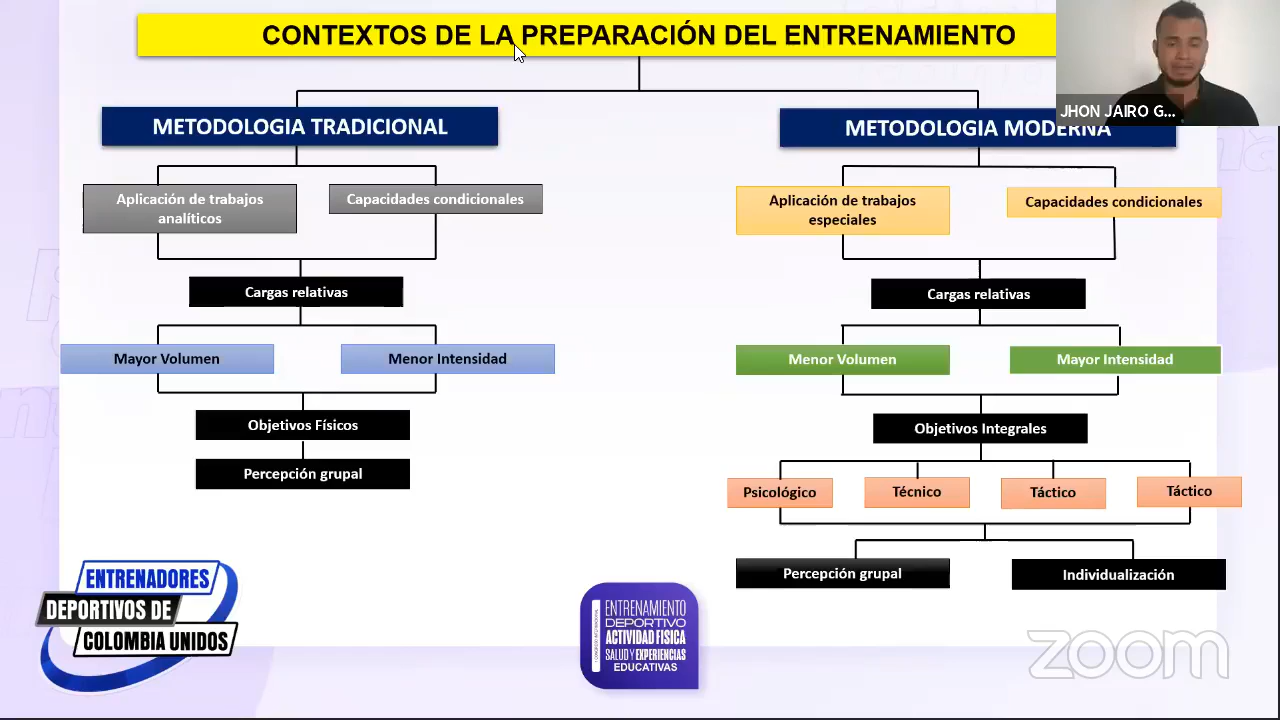 CONTEXTOS DE LA PREPARACIÓN DEL ENTRENAMIENTO
JHON JAIRO G...
METODOLOGIA TRADICIONAL
METODOLOGIA MODERNA
Aplicación de trabajos
analíticos
Capacidades condicionales
Aplicación de trabajos
especiales
Capacidades condicionales
Cargas relativas
Cargas relativas
Mayor Volumen
Menor Intensidad
Menor Volumen
Mayor Intensidad
Objetivos Físicos
Objetivos Integrales
Percepción grupal
Psicológico
Técnico
Táctico
Táctico
Percepción grupal
Individualización
ENTRENADORES
DEPORTIVOS DE
COLOMBIA UNIDOS
ENTRENAMIENTO
DEPORTIVO
ACTIVIDAD FISICA
SALUD Y EXPERIENCIAS
EDUCATIVAS
zoom